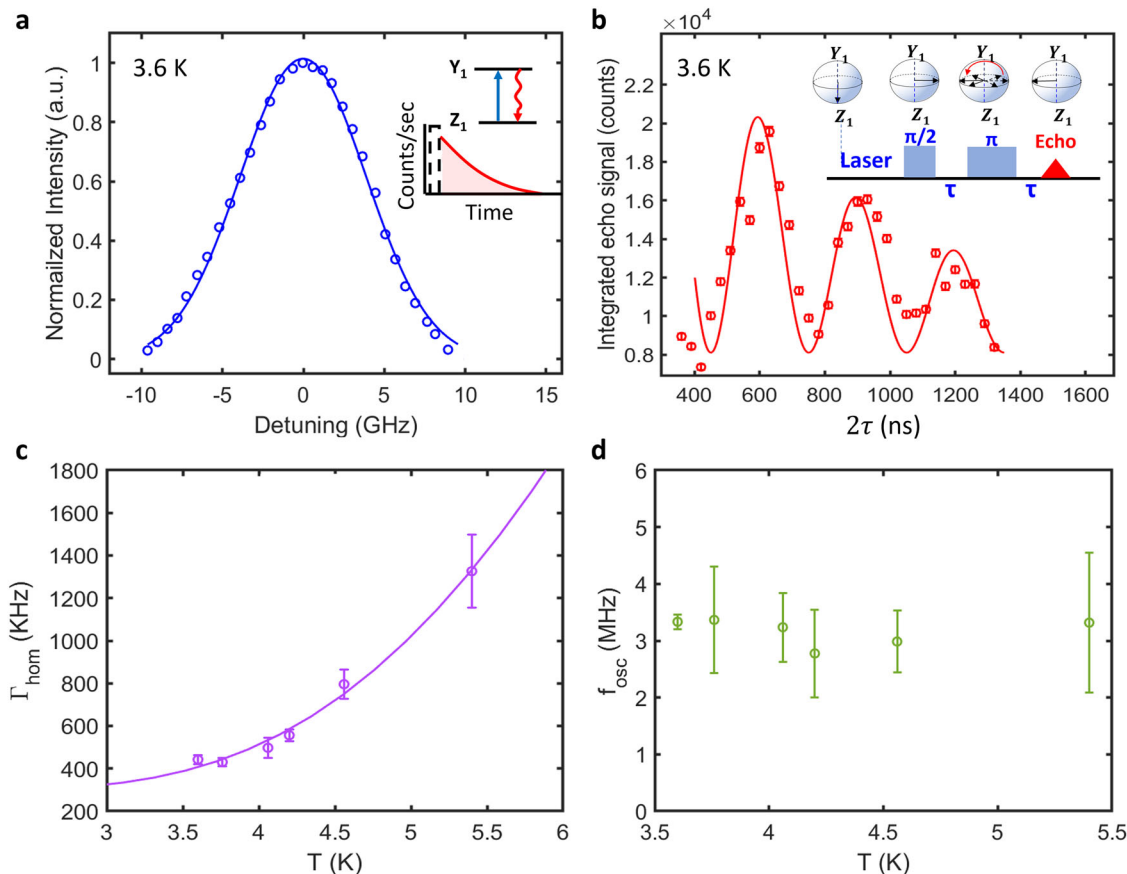 a
3.6 K
Normailzed Intensity (a.u.)
1
0.8
0.6
0.4
0.2
0
-10
-5
0
5
10
15
Detuning (GHz)
Y1
Z1
Counts/sec
Time
b
×10^4
3.6 K
Integrated echo signal (counts)
2.2
2
1.8
1.6
1.4
1.2
1
0.8
400
600
800
1000
1200
1400
1600
2τ (ns)
Y1
Y1
Y1
Y1
Z1
Z1
Z1
Z1
Laser
π/2
π
Echo
τ
τ
c
Γhom (KHz)
1800
1600
1400
1200
1000
800
600
400
200
3
3.5
4
4.5
5
5.5
6
T (K)
d
fosc (MHz)
6
5
4
3
2
1
0
3.5
4
4.5
5
5.5
T (K)